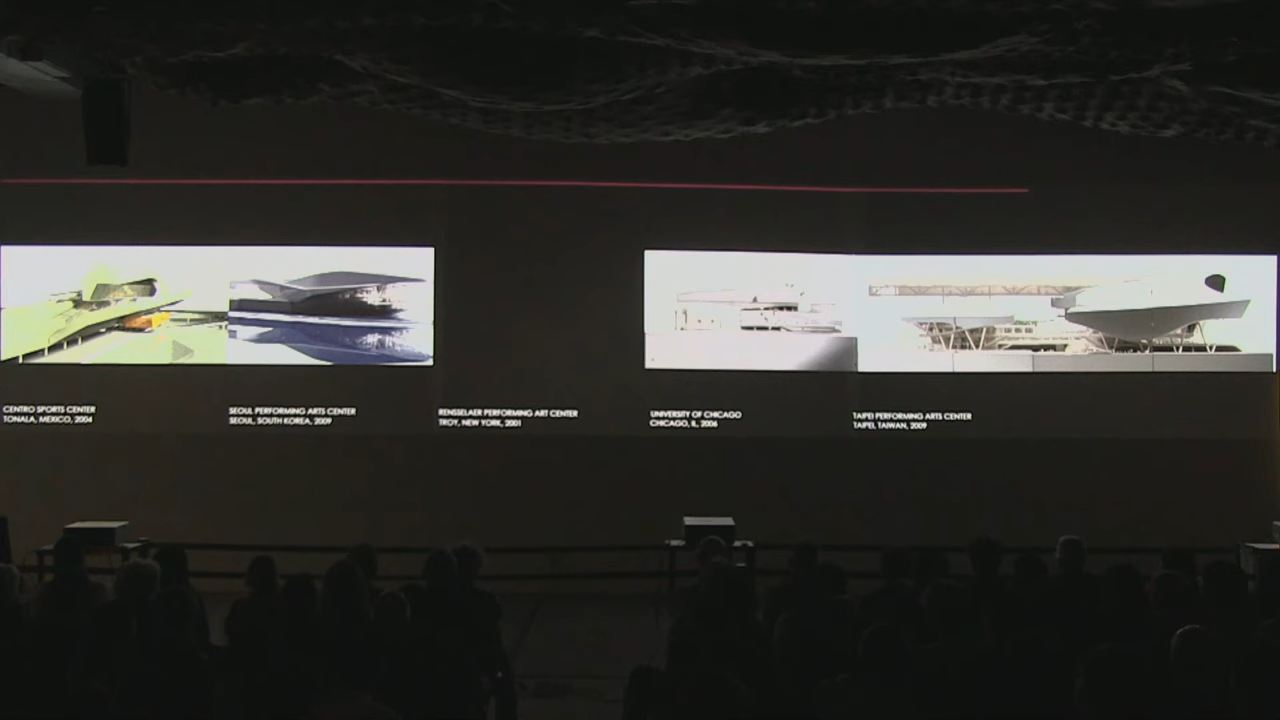 CENTRO SPORTS CENTER
TONALA, MEXICO, 2004
SEOUL PERFORMING ARTS CENTER
SEOUL, SOUTH KOREA, 2009
RENSSELAER PERFORMING ART CENTER
TROY, NEW YORK, 2001
UNIVERSITY OF CHICAGO
CHICAGO, IL, 2006
TAIPEI PERFORMING ARTS CENTER
TAIPEI, TAIWAN, 2009